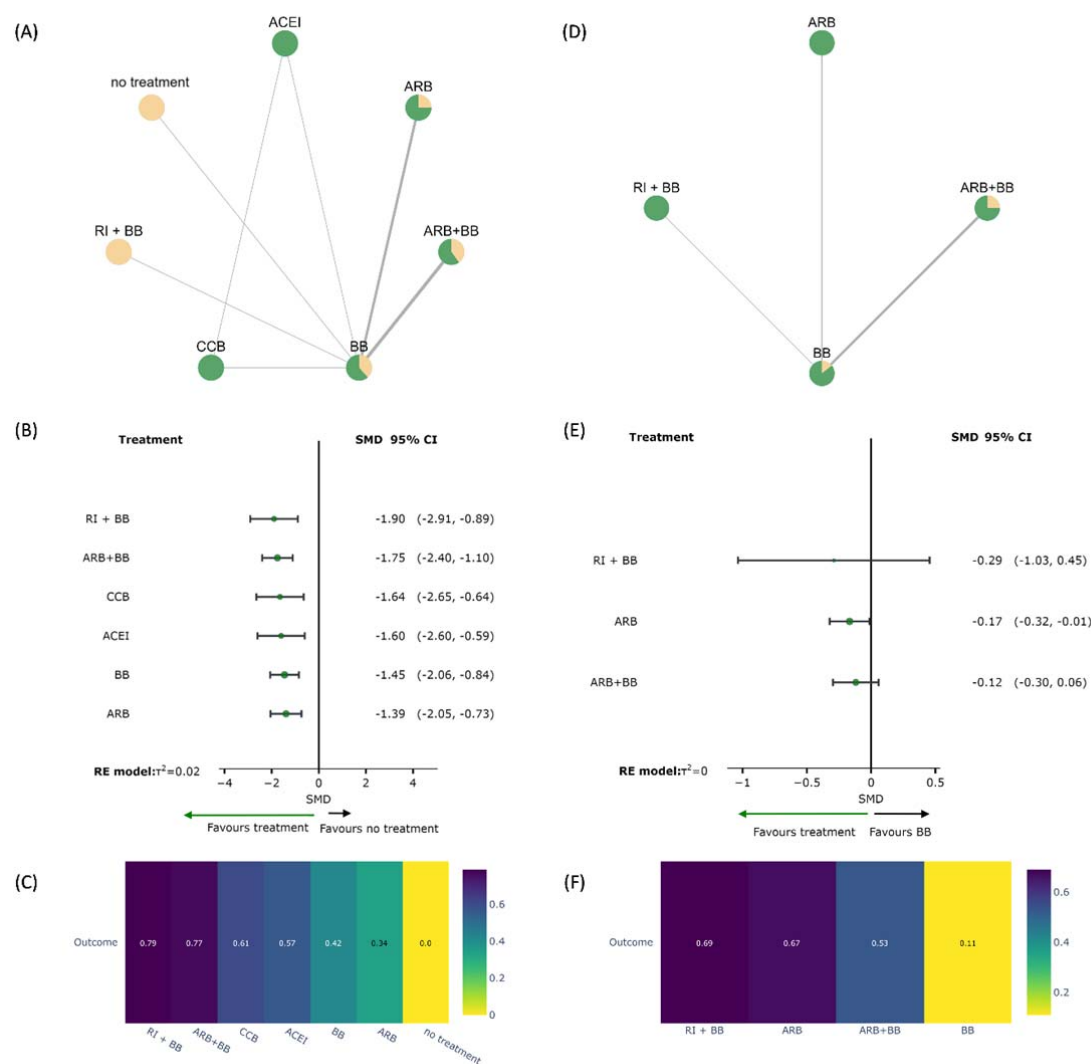 (A)
ACEI
no treatment
ARB
RI + BB
ARB+BB
CCB
BB
(D)
ARB
RI + BB
ARB+BB
BB
(B)
Treatment SMD 95% CI
RI + BB -1.90 (-2.91, -0.89)
ARB+BB -1.75 (-2.40, -1.10)
CCB -1.64 (-2.65, -0.64)
ACEI -1.60 (-2.60, -0.59)
BB -1.45 (-2.06, -0.84)
ARB -1.39 (-2.05, -0.73)
RE model:τ²=0.02
−4 −2 0 2 4
SMD
Favours treatment Favours no treatment
(E)
Treatment SMD 95% CI
RI + BB -0.29 (-1.03, 0.45)
ARB -0.17 (-0.32, -0.01)
ARB+BB -0.12 (-0.30, 0.06)
RE model:τ²=0
−1 −0.5 0 0.5
SMD
Favours treatment Favours BB
(C)
Outcome 0.79 0.77 0.61 0.57 0.42 0.34 0.0
RI + BB ARB+BB CCB ACEI BB ARB no treatment
0.6
0.4
0.2
0
(F)
Outcome 0.69 0.67 0.53 0.11
RI + BB ARB ARB+BB BB
0.6
0.4
0.2